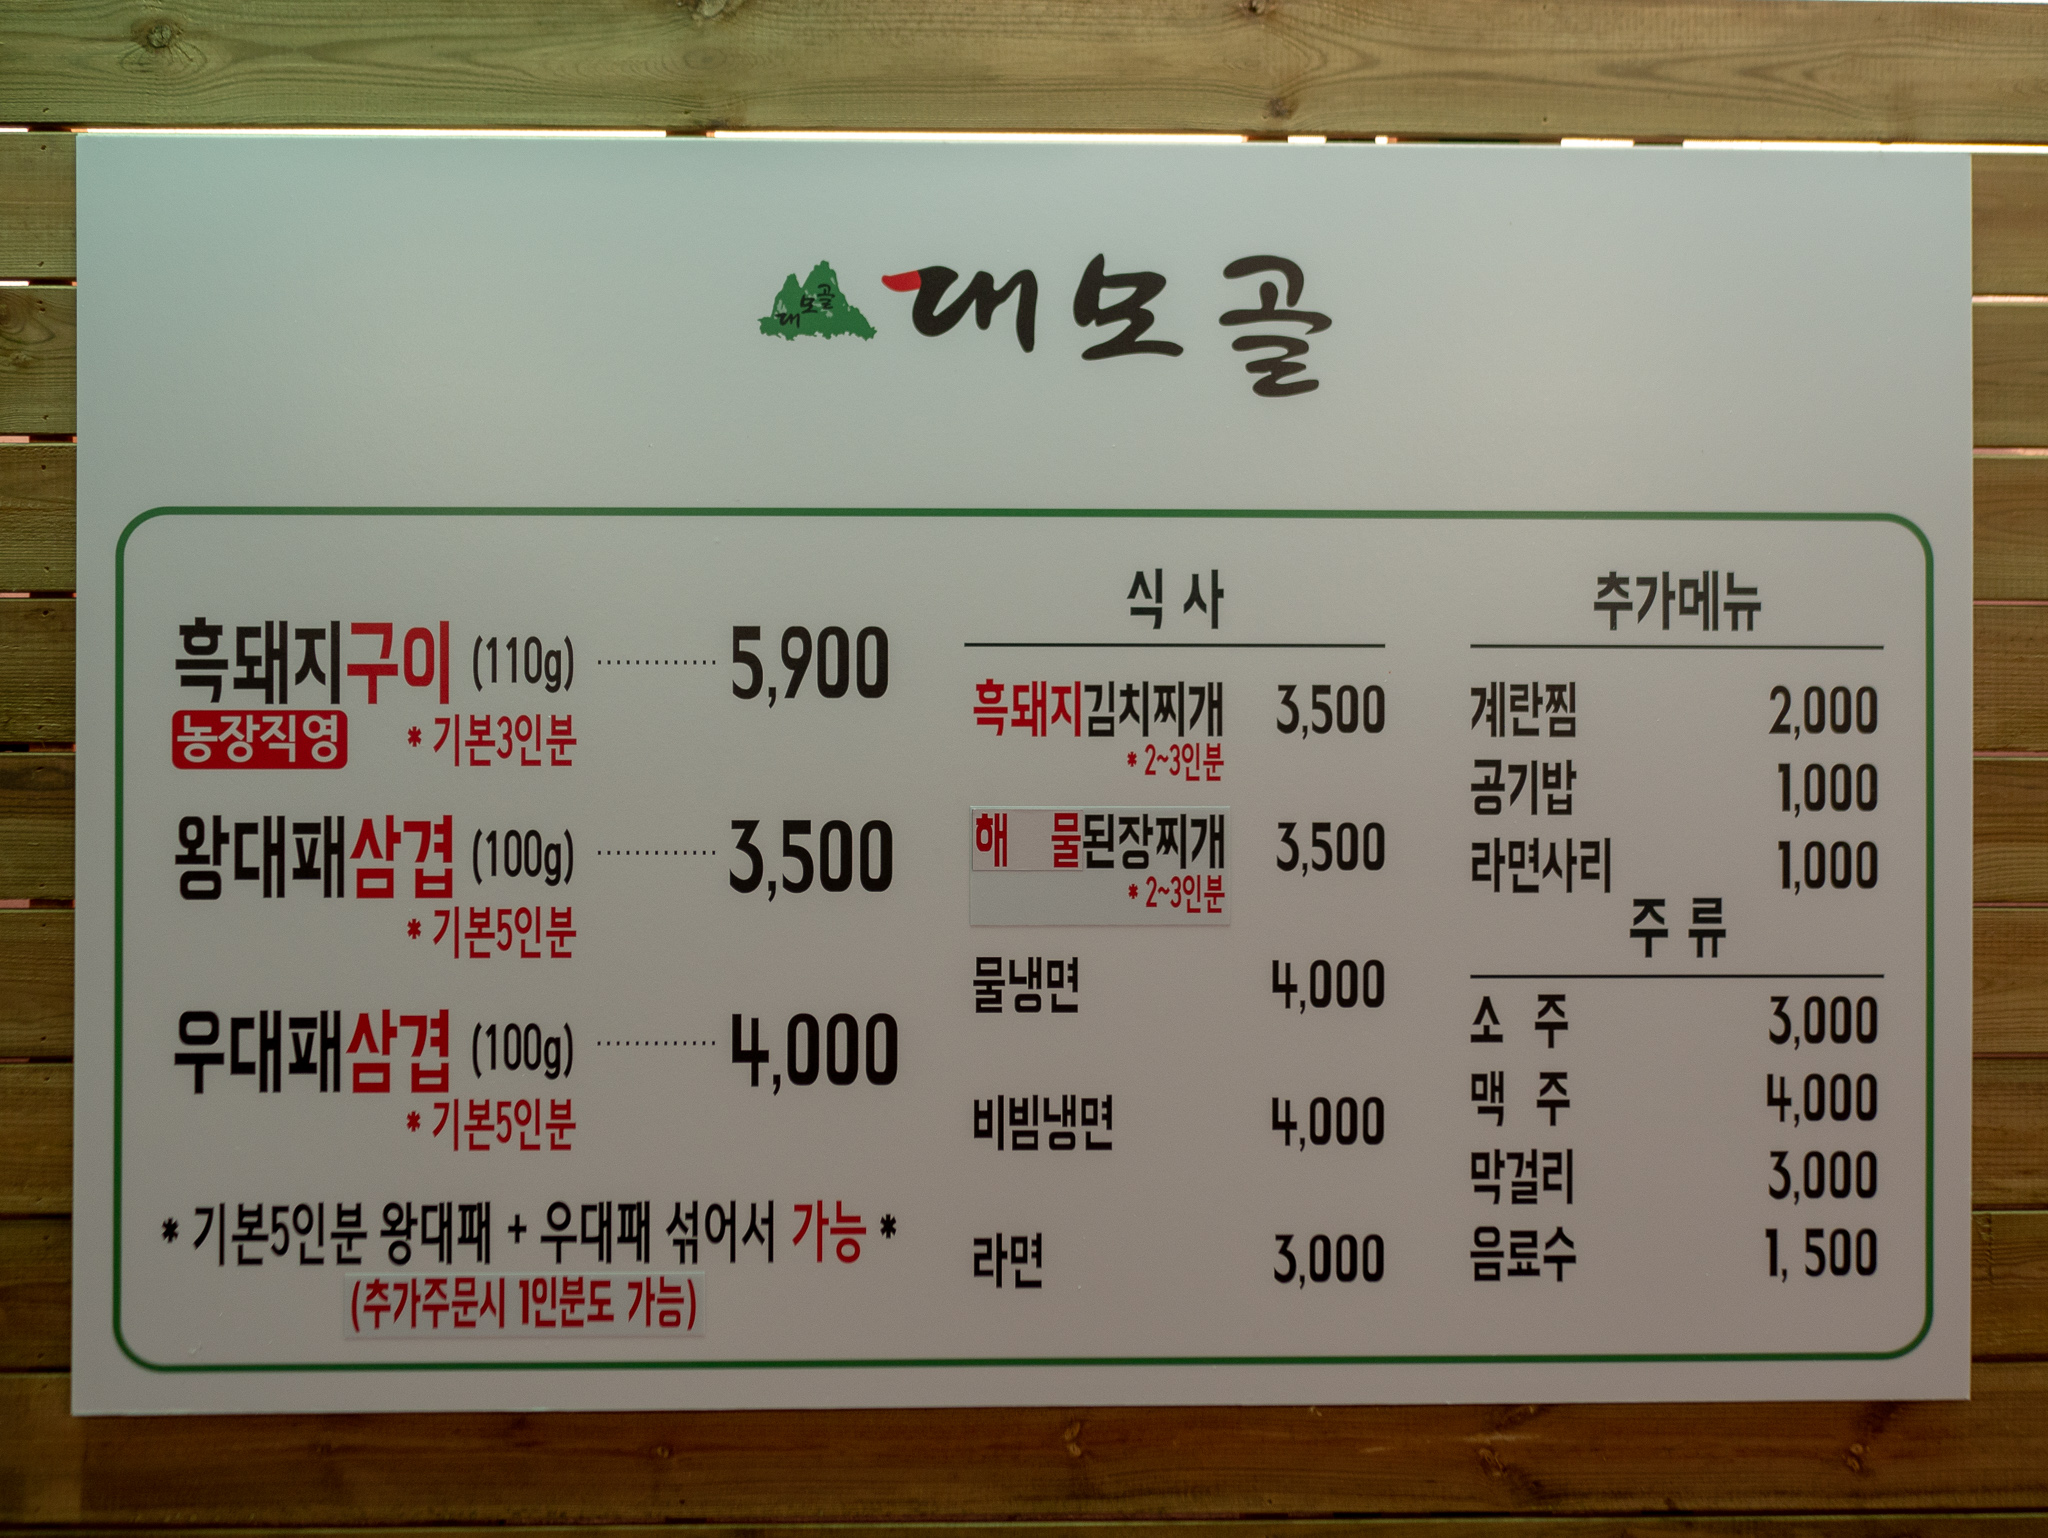 대모골
대모골
흑돼지구이 (110g) ············· 5,900
농장직영 * 기본3인분
왕대패삼겹 (100g) ············· 3,500
* 기본5인분
우대패삼겹 (100g) ············· 4,000
* 기본5인분
* 기본5인분 왕대패 + 우대패 섞어서 가능 *
(추가주문시 1인분도 가능)
식 사
흑돼지김치찌개 3,500
* 2~3인분
해 물된장찌개 3,500
* 2~3인분
물냉면 4,000
비빔냉면 4,000
라면 3,000
추가메뉴
계란찜 2,000
공기밥 1,000
라면사리 1,000
주 류
소 주 3,000
맥 주 4,000
막걸리 3,000
음료수 1, 500